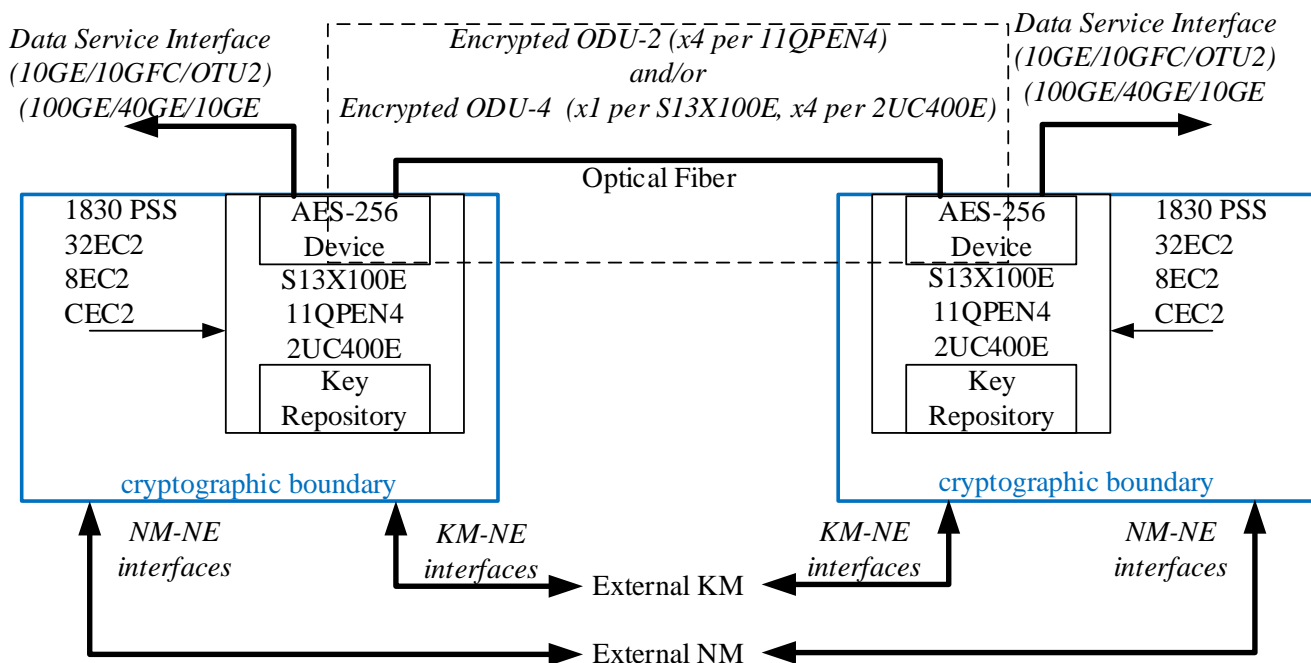 Data Service Interface
(10GE/10GFC/OTU2)
(100GE/40GE/10GE
Encrypted ODU-2 (x4 per 11QPEN4)
and/or
Encrypted ODU-4 (x1 per S13X100E, x4 per 2UC400E)
Data Service Interface
(10GE/10GFC/OTU2)
(100GE/40GE/10GE
Optical Fiber
1830 PSS
32EC2
8EC2
CEC2
AES-256
Device
S13X100E
11QPEN4
2UC400E
Key
Repository
cryptographic boundary
AES-256
Device
S13X100E
11QPEN4
2UC400E
Key
Repository
1830 PSS
32EC2
8EC2
CEC2
cryptographic boundary
NM-NE
interfaces
KM-NE
interfaces
KM-NE
interfaces
NM-NE
interfaces
External KM
External NM